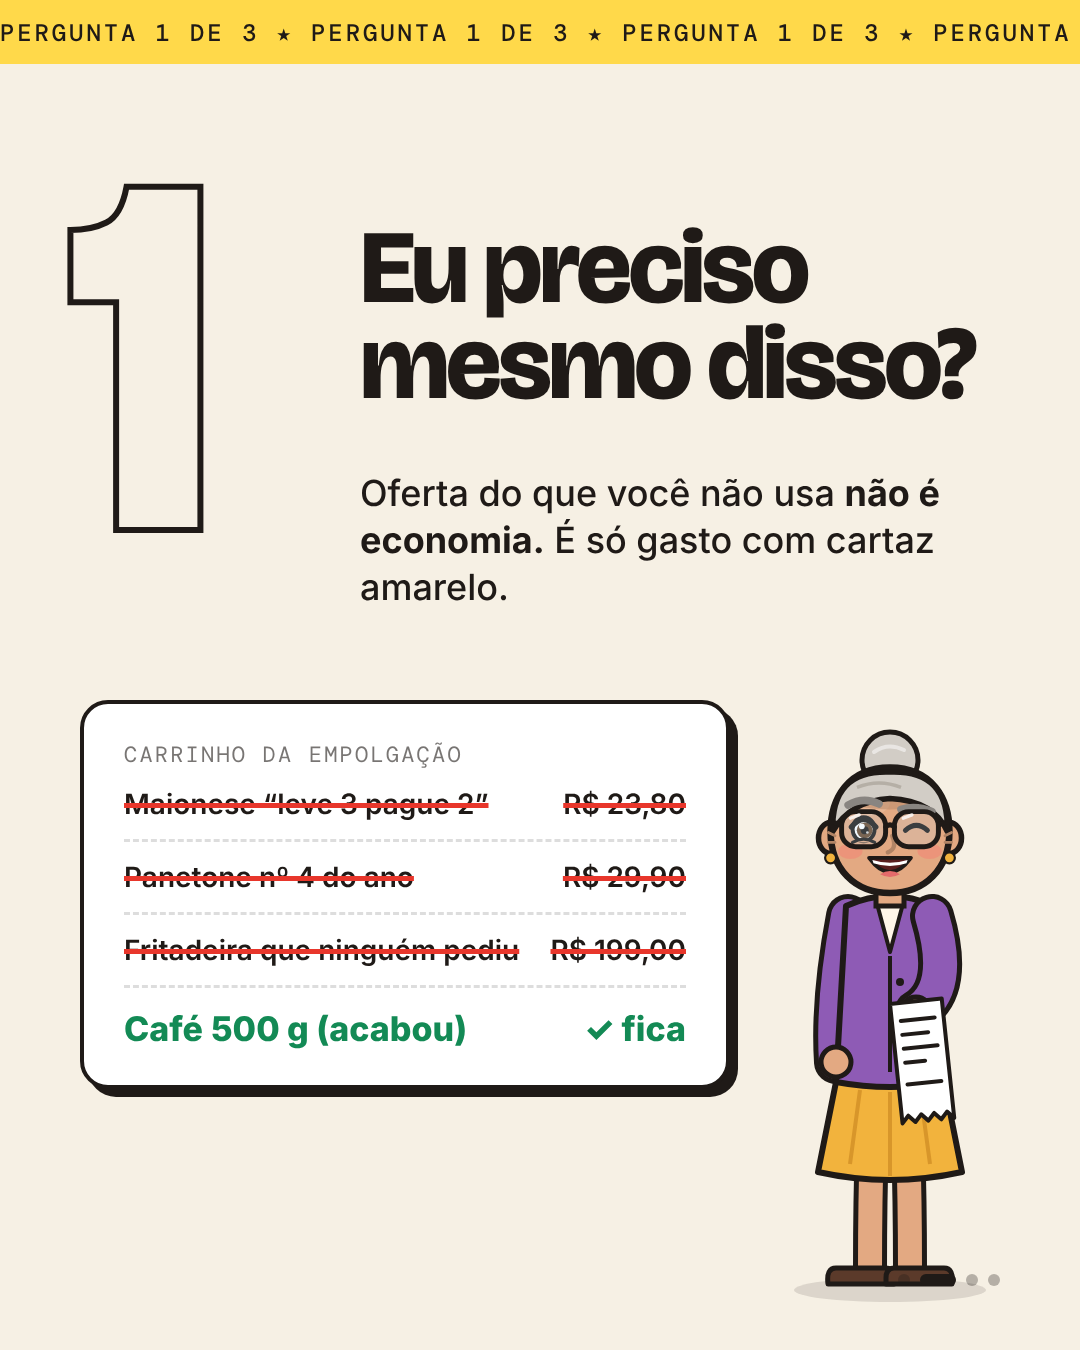 PERGUNTA 1 DE 3 ★ PERGUNTA 1 DE 3 ★ PERGUNTA 1 DE 3 ★ PERGUNTA
1
Eu preciso
mesmo disso?
Oferta do que você não usa não é
economia. É só gasto com cartaz
amarelo.
CARRINHO DA EMPOLGAÇÃO
Maionese “leve 3 pague 2” R$ 23,80
Panetone nº 4 do ano R$ 29,90
Fritadeira que ninguém pediu R$ 199,00
Café 500 g (acabou) ✓ fica